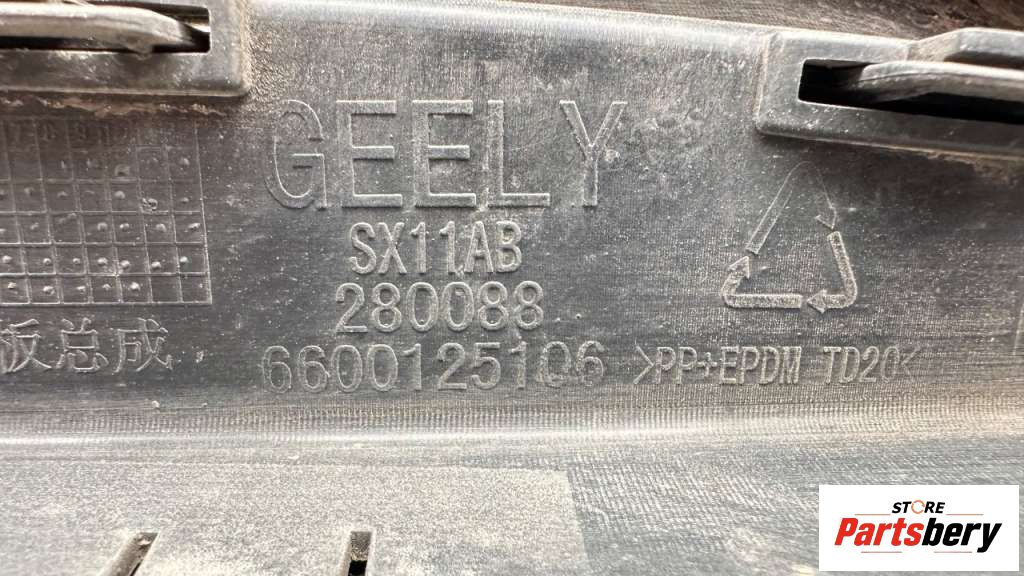 GEELY
SX11AB
280088
板总成
6600125106
>PP+EPDM TD20<
STORE
Partsbery